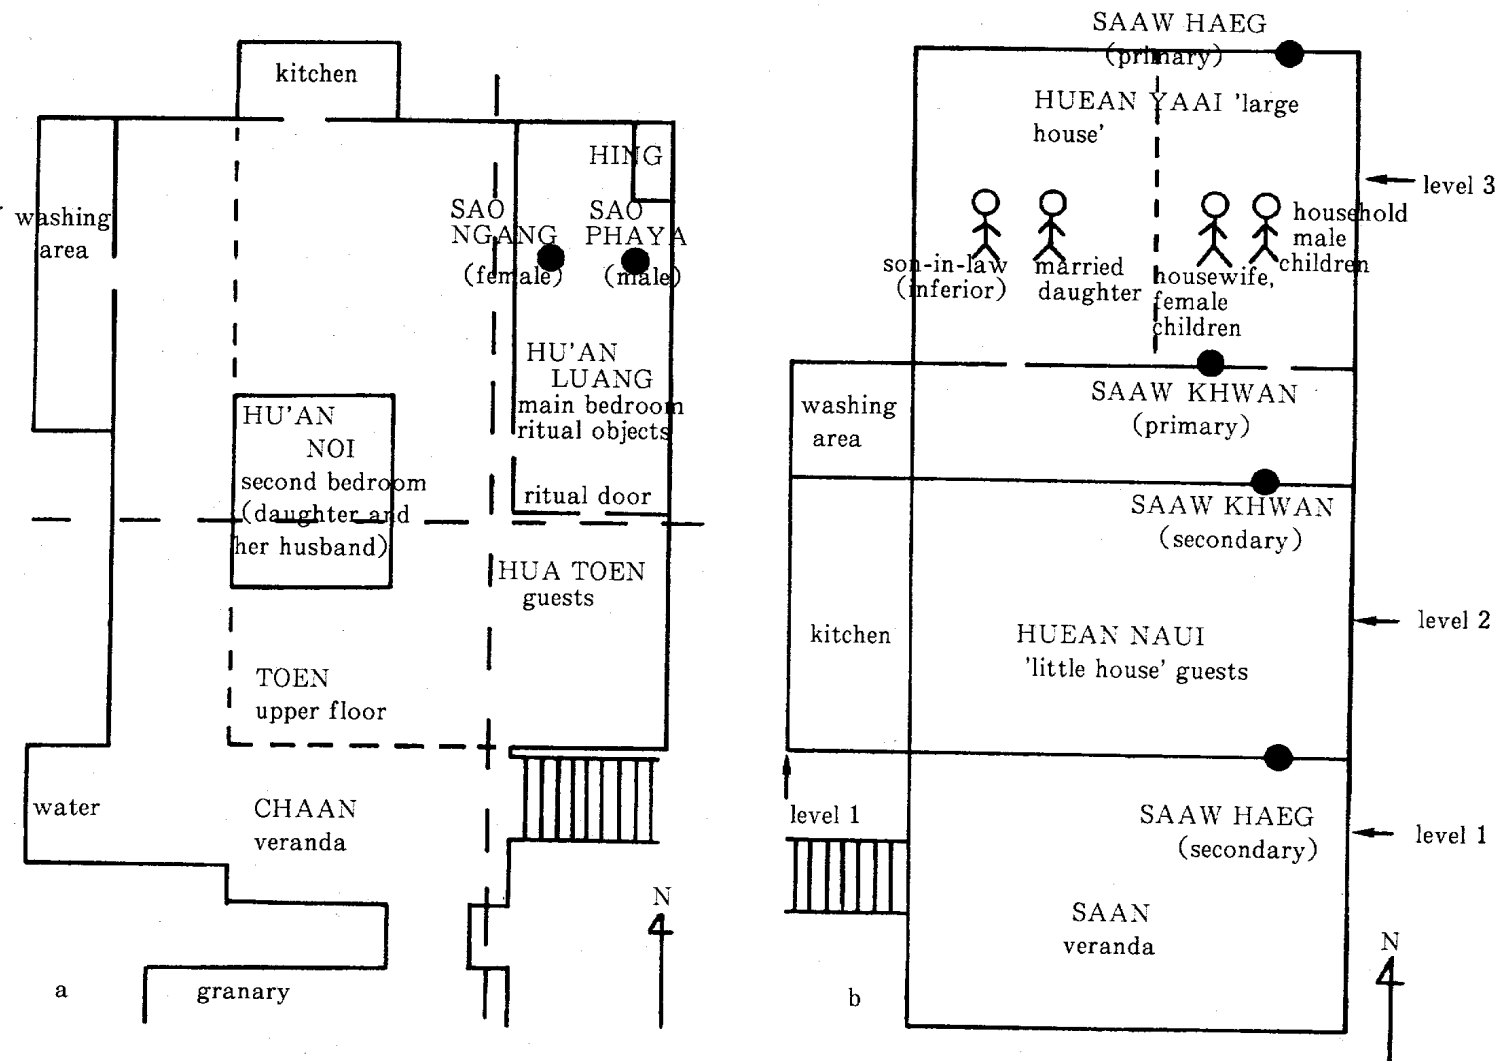 kitchen
washing
area
HING
SAO
NGANG
(female)
SAO
PHAYA
(male)
HU'AN
LUANG
main bedroom
ritual objects
ritual door
HU'AN
NOI
second bedroom
(daughter and
her husband)
HUA TOEN
guests
TOEN
upper floor
water
CHAAN
veranda
N
a
granary
SAAW HAEG
(primary)
HUEAN YAAI 'large
house'
level 3
son-in-law
(inferior)
married
daughter
housewife,
female
children
household
male
children
washing
area
SAAW KHWAN
(primary)
SAAW KHWAN
(secondary)
kitchen
HUEAN NAUI
'little house' guests
level 2
level 1
SAAW HAEG
(secondary)
level 1
SAAN
veranda
N
b